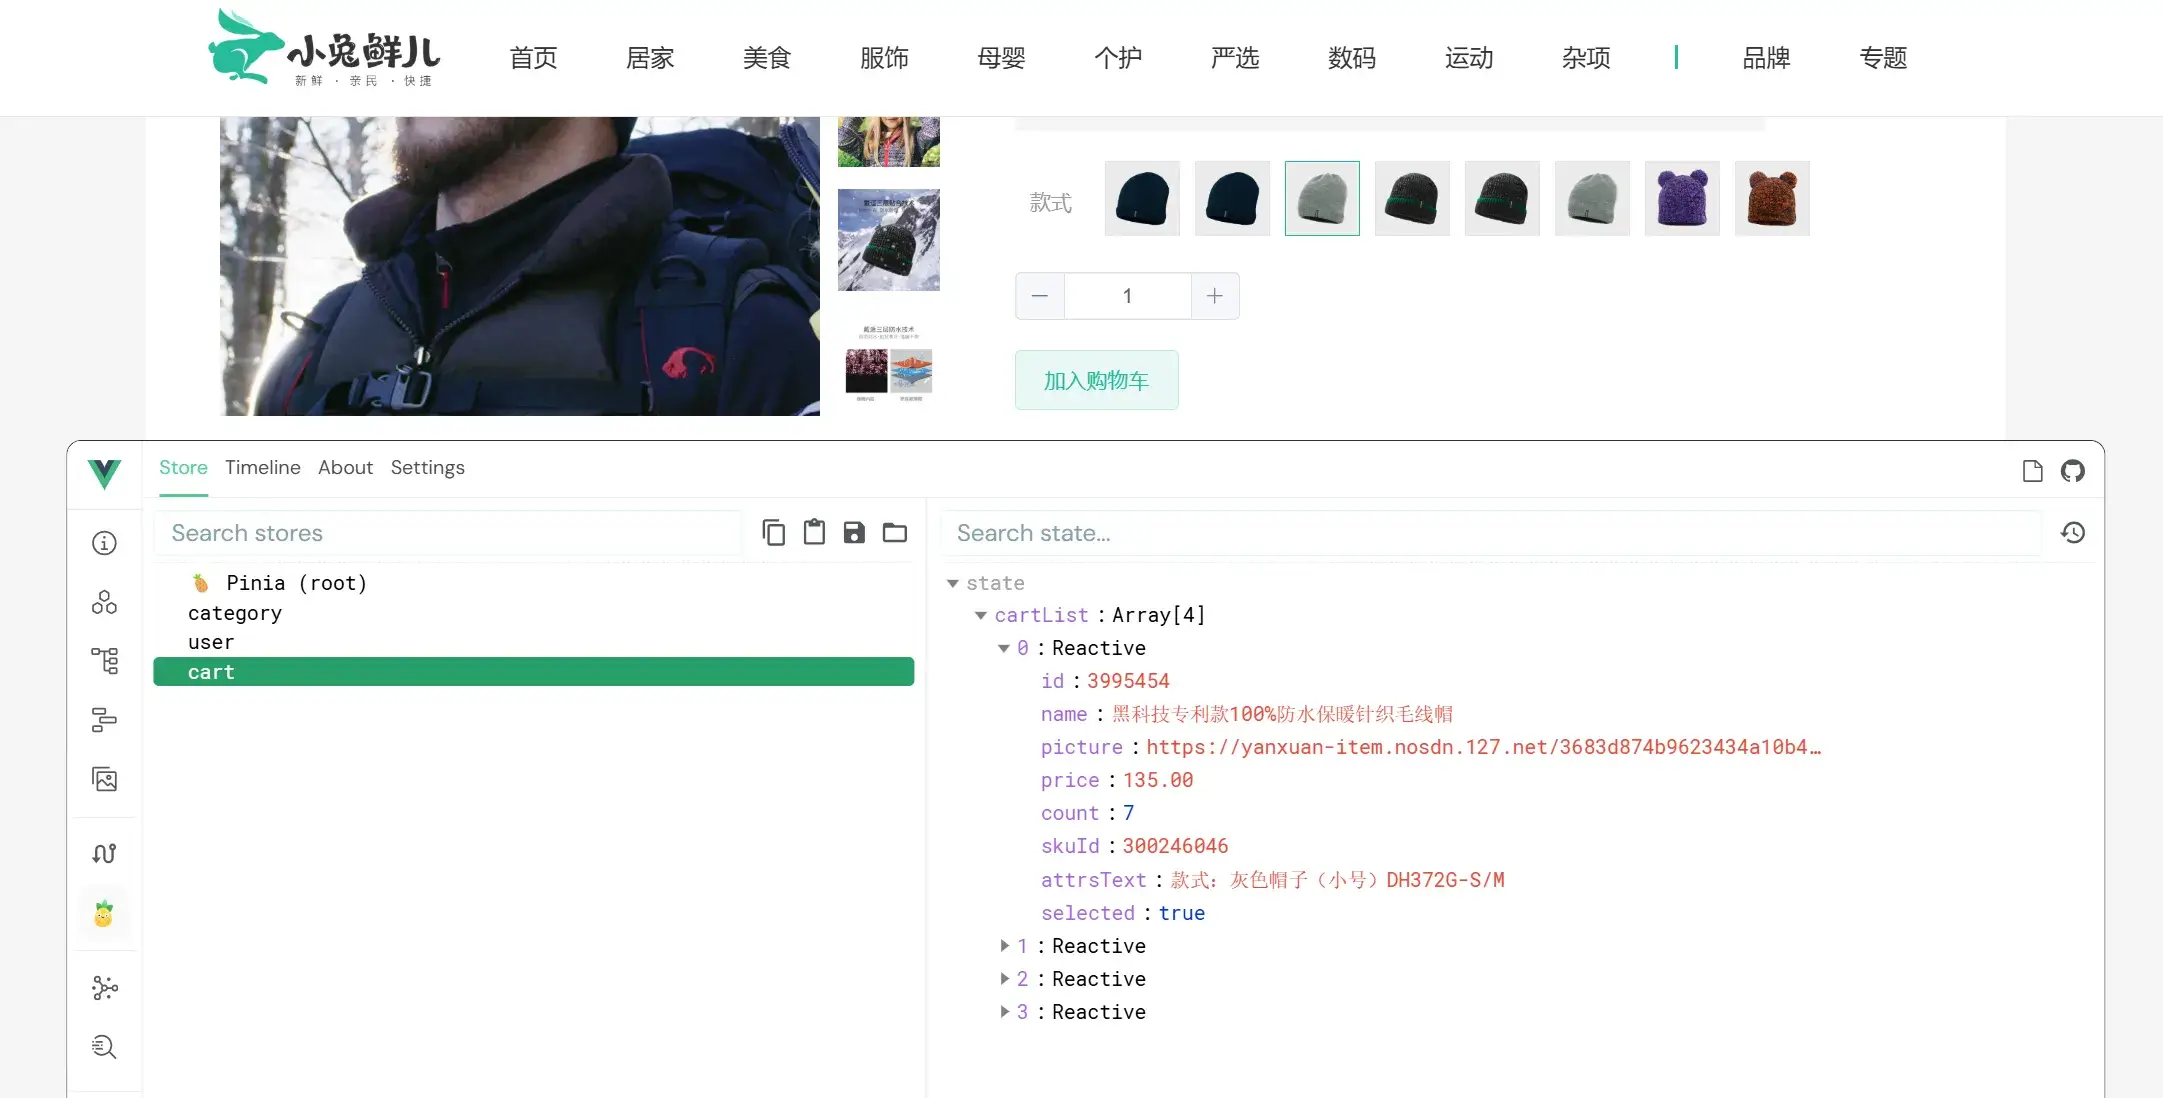 小兔鲜儿
新鲜 · 亲民 · 快捷
首页 居家 美食 服饰 母婴 个护 严选 数码 运动 杂项 | 品牌 专题
款式
1
加入购物车
Store Timeline About Settings
Search stores
🍍 Pinia (root)
category
user
cart
Search state...
state
cartList : Array[4]
0 : Reactive
id : 3995454
name : 黑科技专利款100%防水保暖针织毛线帽
picture : https://yanxuan-item.nosdn.127.net/3683d874b9623434a10b4…
price : 135.00
count : 7
skuId : 300246046
attrsText : 款式：灰色帽子（小号）DH372G-S/M
selected : true
1 : Reactive
2 : Reactive
3 : Reactive